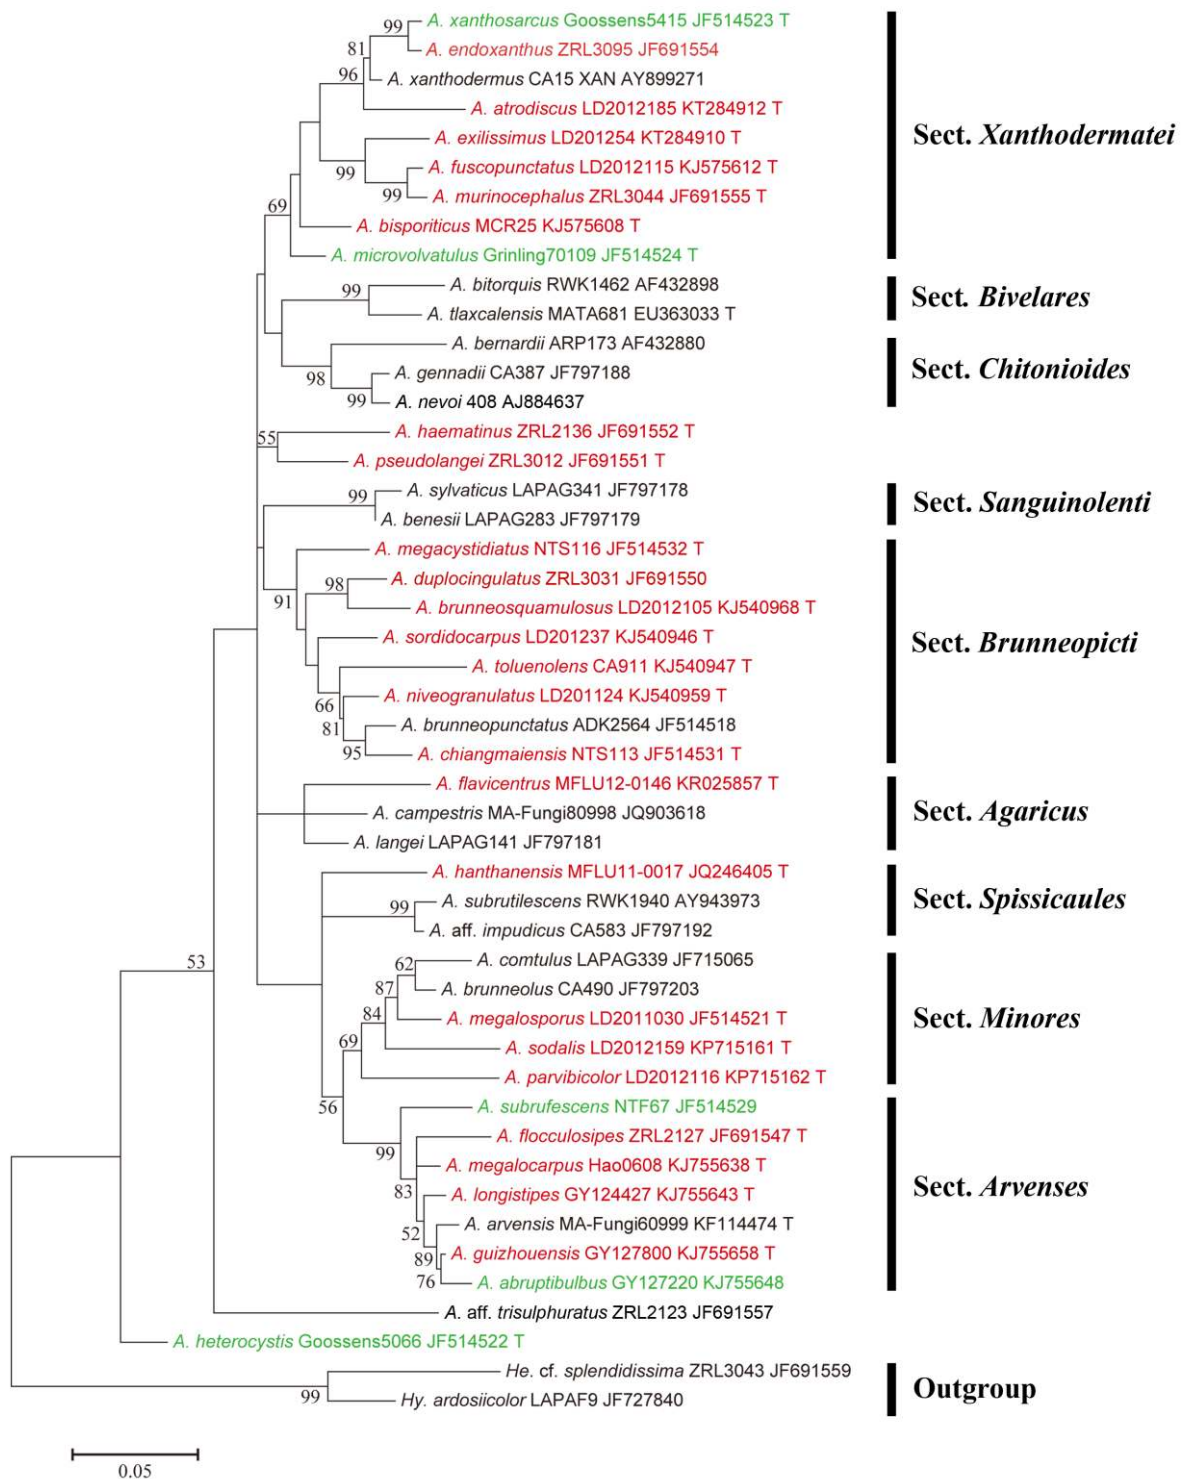 A. xanthosarcus Goossens5415 JF514523 T
99
A. endoxanthus ZRL3095 JF691554
81
A. xanthodermus CA15 XAN AY899271
96
A. atrodiscus LD2012185 KT284912 T
Sect. Xanthodermatei
A. exilissimus LD201254 KT284910 T
99
A. fuscopunctatus LD2012115 KJ575612 T
99
A. murinocephalus ZRL3044 JF691555 T
69
A. bisporiticus MCR25 KJ575608 T
A. microvolvatulus Grinling70109 JF514524 T
A. bitorquis RWK1462 AF432898
99
Sect. Bivelares
A. tlaxcalensis MATA681 EU363033 T
A. bernardii ARP173 AF432880
98
A. gennadii CA387 JF797188
Sect. Chitonioides
99
A. nevoi 408 AJ884637
A. haematinus ZRL2136 JF691552 T
55
A. pseudolangei ZRL3012 JF691551 T
A. sylvaticus LAPAG341 JF797178
99
Sect. Sanguinolenti
A. benesii LAPAG283 JF797179
A. megacystidiatus NTS116 JF514532 T
A. duplocingulatus ZRL3031 JF691550
98
91
A. brunneosquamulosus LD2012105 KJ540968 T
A. sordidocarpus LD201237 KJ540946 T
Sect. Brunneopicti
A. toluenolens CA911 KJ540947 T
A. niveogranulatus LD201124 KJ540959 T
66
A. brunneopunctatus ADK2564 JF514518
81
95
A. chiangmaiensis NTS113 JF514531 T
A. flavicentrus MFLU12-0146 KR025857 T
A. campestris MA-Fungi80998 JQ903618
Sect. Agaricus
A. langei LAPAG141 JF797181
A. hanthanensis MFLU11-0017 JQ246405 T
A. subrutilescens RWK1940 AY943973
99
Sect. Spissicaules
A. aff. impudicus CA583 JF797192
A. comtulus LAPAG339 JF715065
62
53
87
A. brunneolus CA490 JF797203
84
A. megalosporus LD2011030 JF514521 T
Sect. Minores
69
A. sodalis LD2012159 KP715161 T
A. parvibicolor LD2012116 KP715162 T
56
A. subrufescens NTF67 JF514529
A. flocculosipes ZRL2127 JF691547 T
99
A. megalocarpus Hao0608 KJ755638 T
83
A. longistipes GY124427 KJ755643 T
Sect. Arvenses
A. arvensis MA-Fungi60999 KF114474 T
52
A. guizhouensis GY127800 KJ755658 T
89
76
A. abruptibulbus GY127220 KJ755648
A. aff. trisulphuratus ZRL2123 JF691557
A. heterocystis Goossens5066 JF514522 T
He. cf. splendidissima ZRL3043 JF691559
99
Outgroup
Hy. ardosiicolor LAPAF9 JF727840
0.05